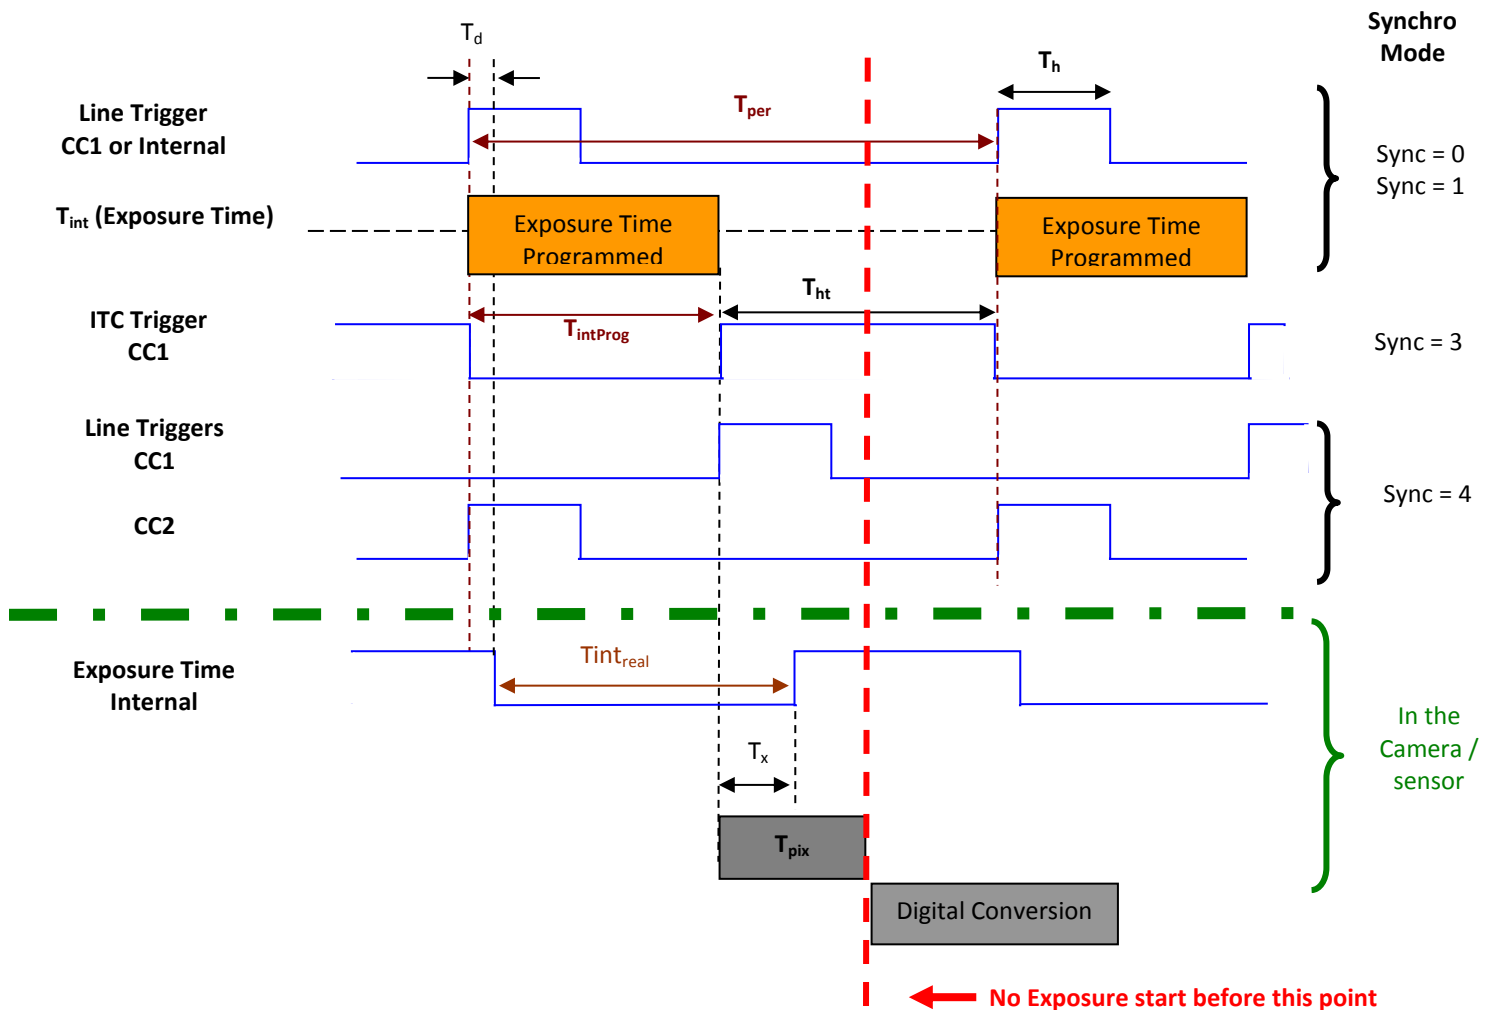 Synchro
Mode
Td
Th
Line Trigger
CC1 or Internal
Tper
Sync = 0
Sync = 1
Tint (Exposure Time)
Exposure Time
Programmed
Exposure Time
Programmed
Tht
ITC Trigger
CC1
TintProg
Sync = 3
Line Triggers
CC1
CC2
Sync = 4
Exposure Time
Internal
Tintreal
In the
Camera /
sensor
Tx
Tpix
Digital Conversion
No Exposure start before this point